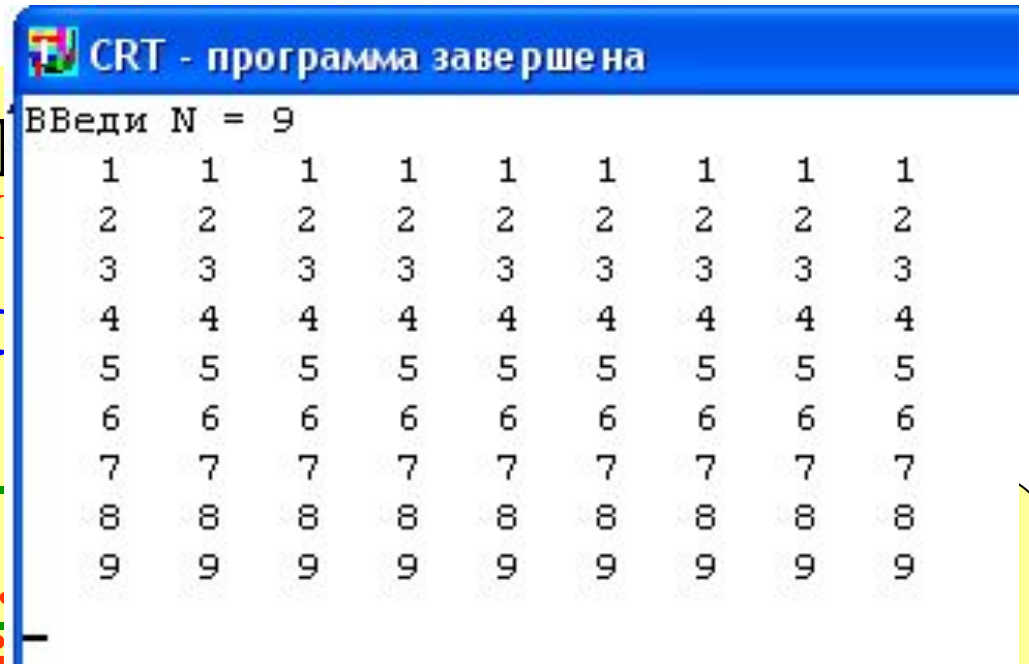 CRT - программа завершена
ВВеди N = 9
1 1 1 1 1 1 1 1 1
2 2 2 2 2 2 2 2 2
3 3 3 3 3 3 3 3 3
4 4 4 4 4 4 4 4 4
5 5 5 5 5 5 5 5 5
6 6 6 6 6 6 6 6 6
7 7 7 7 7 7 7 7 7
8 8 8 8 8 8 8 8 8
9 9 9 9 9 9 9 9 9